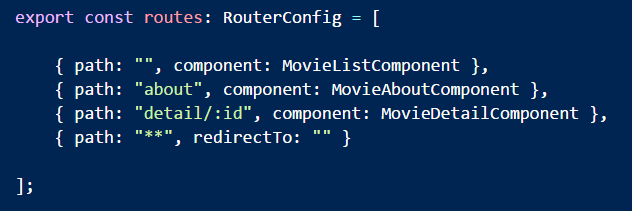 export const routes: RouterConfig = [
{ path: "", component: MovieListComponent },
{ path: "about", component: MovieAboutComponent },
{ path: "detail/:id", component: MovieDetailComponent },
{ path: "**", redirectTo: "" }
];